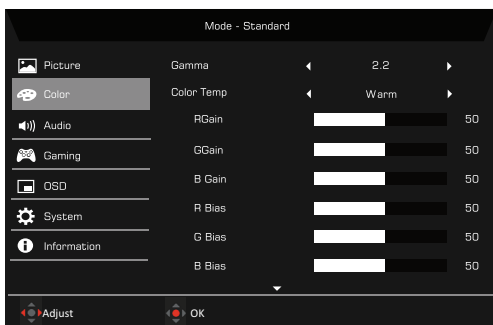 Mode - Standard
Picture
Gamma 2.2
Color
Color Temp Warm
RGain 50
Audio
GGain 50
Gaming
B Gain 50
OSD
R Bias 50
System
G Bias 50
Information
B Bias 50
Adjust OK